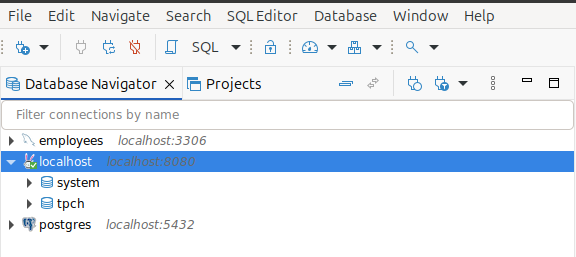 File Edit Navigate Search SQL Editor Database Window Help
SQL
Database Navigator Projects
Filter connections by name
employees localhost:3306
localhost localhost:8080
system
tpch
postgres localhost:5432